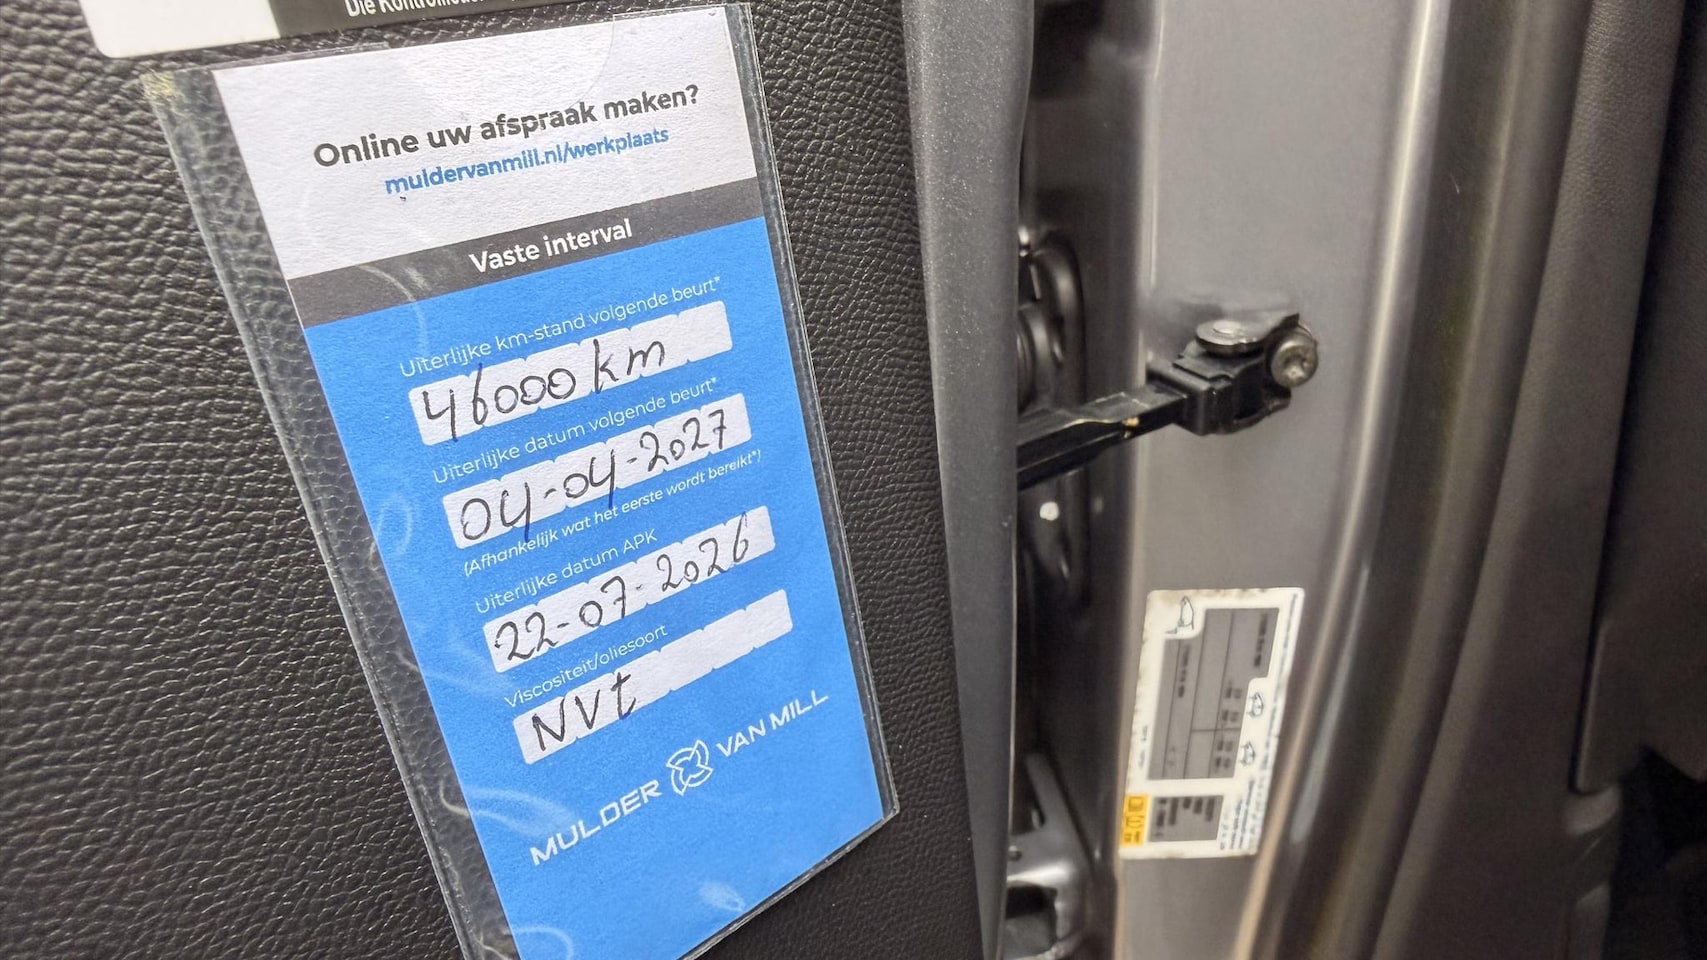 Die Kontrolleuc
Online uw afspraak maken?
muldervanmill.nl/werkplaats
Vaste interval
Uiterlijke km-stand volgende beurt*
46000 km
Uiterlijke datum volgende beurt*
04-04-2027
(Afhankelijk wat het eerste wordt bereikt*)
Uiterlijke datum APK
22-07-2026
Viscositeit/oliesoort
NVt
MULDER VAN MILL